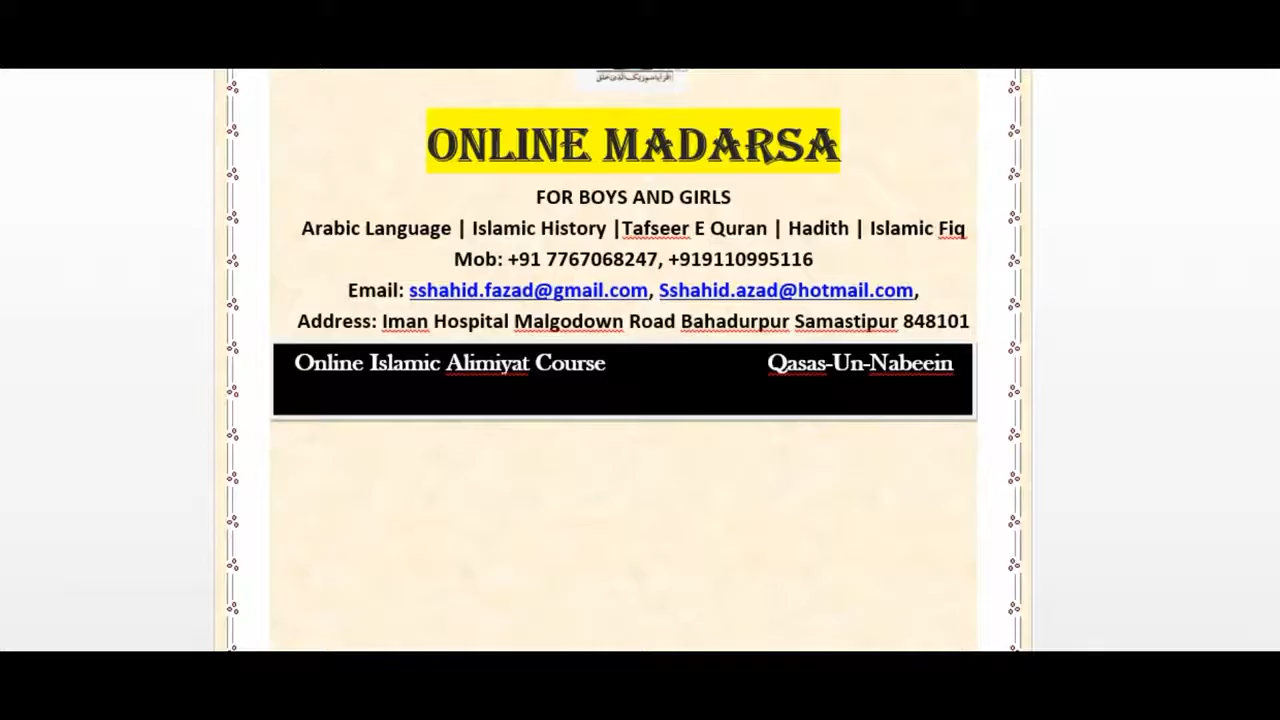 ONLINE MADARSA
FOR BOYS AND GIRLS
Arabic Language | Islamic History |Tafseer E Quran | Hadith | Islamic Fiq
Mob: +91 7767068247, +919110995116
Email: sshahid.fazad@gmail.com, Sshahid.azad@hotmail.com,
Address: Iman Hospital Malgodown Road Bahadurpur Samastipur 848101
Online Islamic Alimiyat Course Qasas-Un-Nabeein